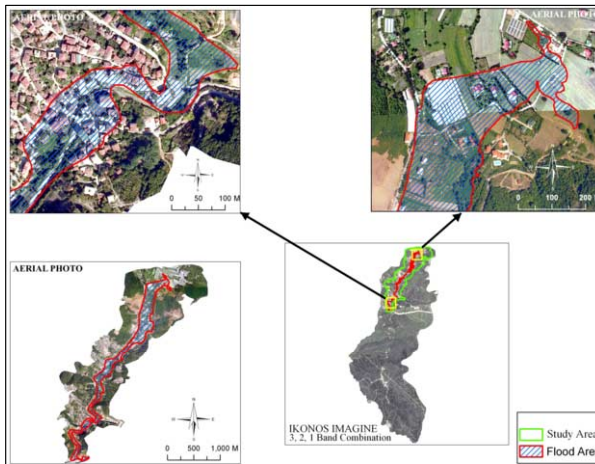 AERIAL PHOTO
0 50 100 M
AERIAL PHOTO
0 100 200 M
AERIAL PHOTO
0 500 1,000 M
IKONOS IMAGINE
3, 2, 1 Band Combination
Study Area
Flood Area